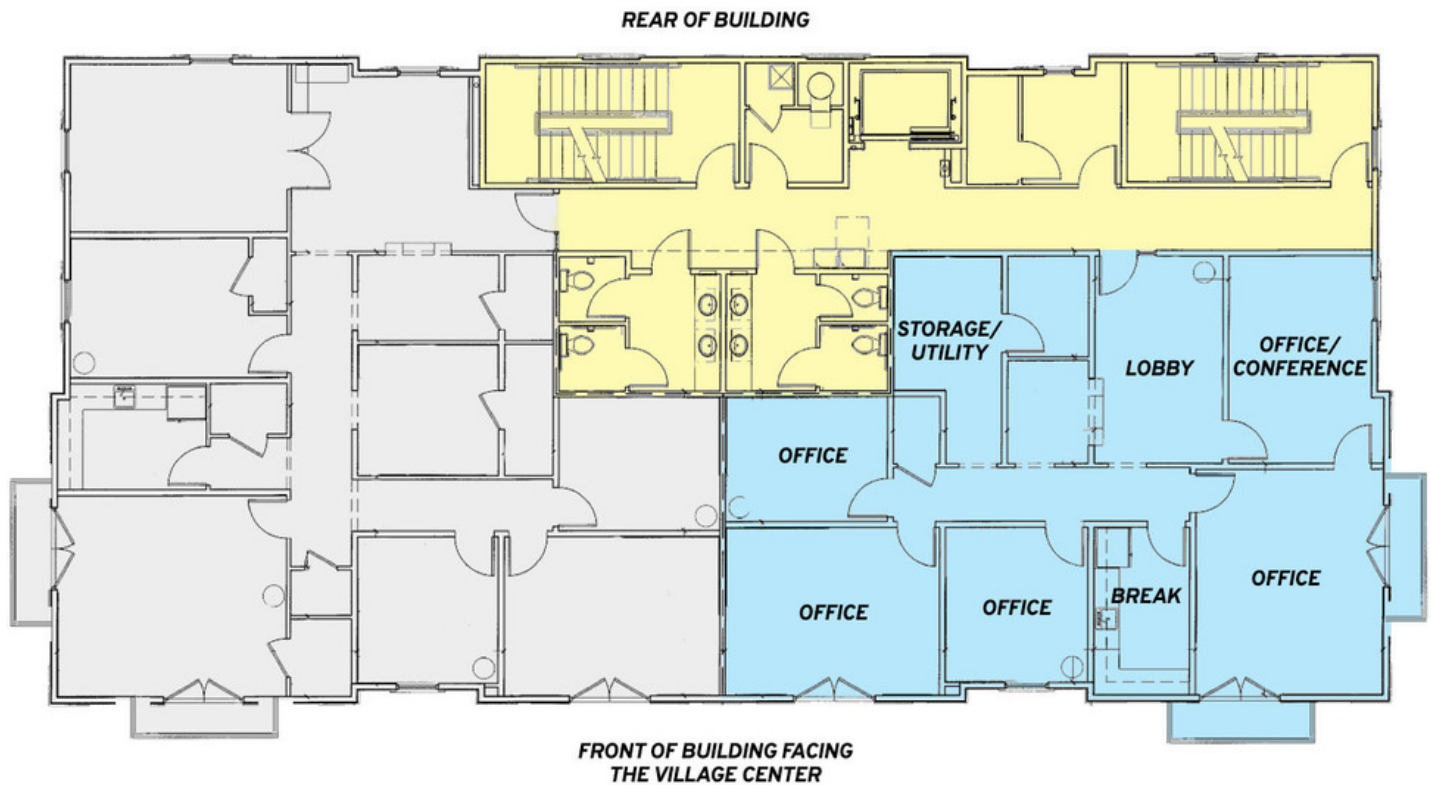 REAR OF BUILDING
STORAGE/
UTILITY
LOBBY
OFFICE/
CONFERENCE
OFFICE
OFFICE
OFFICE
BREAK
OFFICE
FRONT OF BUILDING FACING
THE VILLAGE CENTER